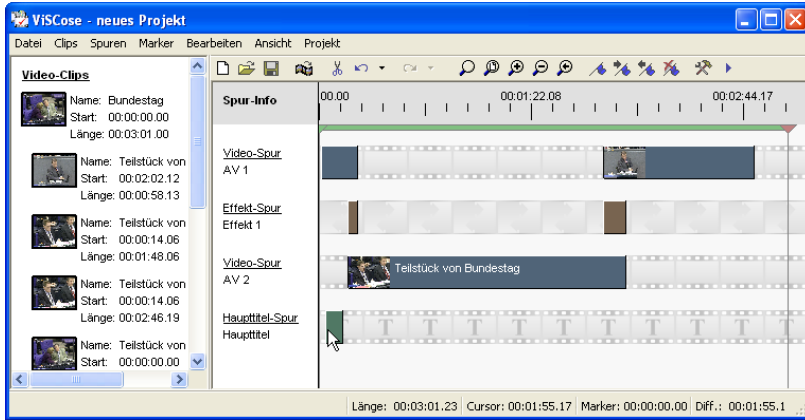 ViSCose - neues Projekt
Datei Clips Spuren Marker Bearbeiten Ansicht Projekt
Video-Clips
Name: Bundestag
Start: 00:00:00.00
Länge: 00:03:01.00
Name: Teilstück von
Start: 00:02:02.12
Länge: 00:00:58.13
Name: Teilstück von
Start: 00:00:14.06
Länge: 00:01:48.06
Name: Teilstück von
Start: 00:00:14.06
Länge: 00:02:46.19
Name: Teilstück von
Start: 00:00:00.00
Spur-Info
00.00 00:01:22.08 00:02:44.17
Video-Spur
AV 1
Effekt-Spur
Effekt 1
Video-Spur
AV 2
Teilstück von Bundestag
Haupttitel-Spur
Haupttitel
T T T T T T T T T
Länge: 00:03:01.23 Cursor: 00:01:55.17 Marker: 00:00:00.00 Diff.: 00:01:55.1